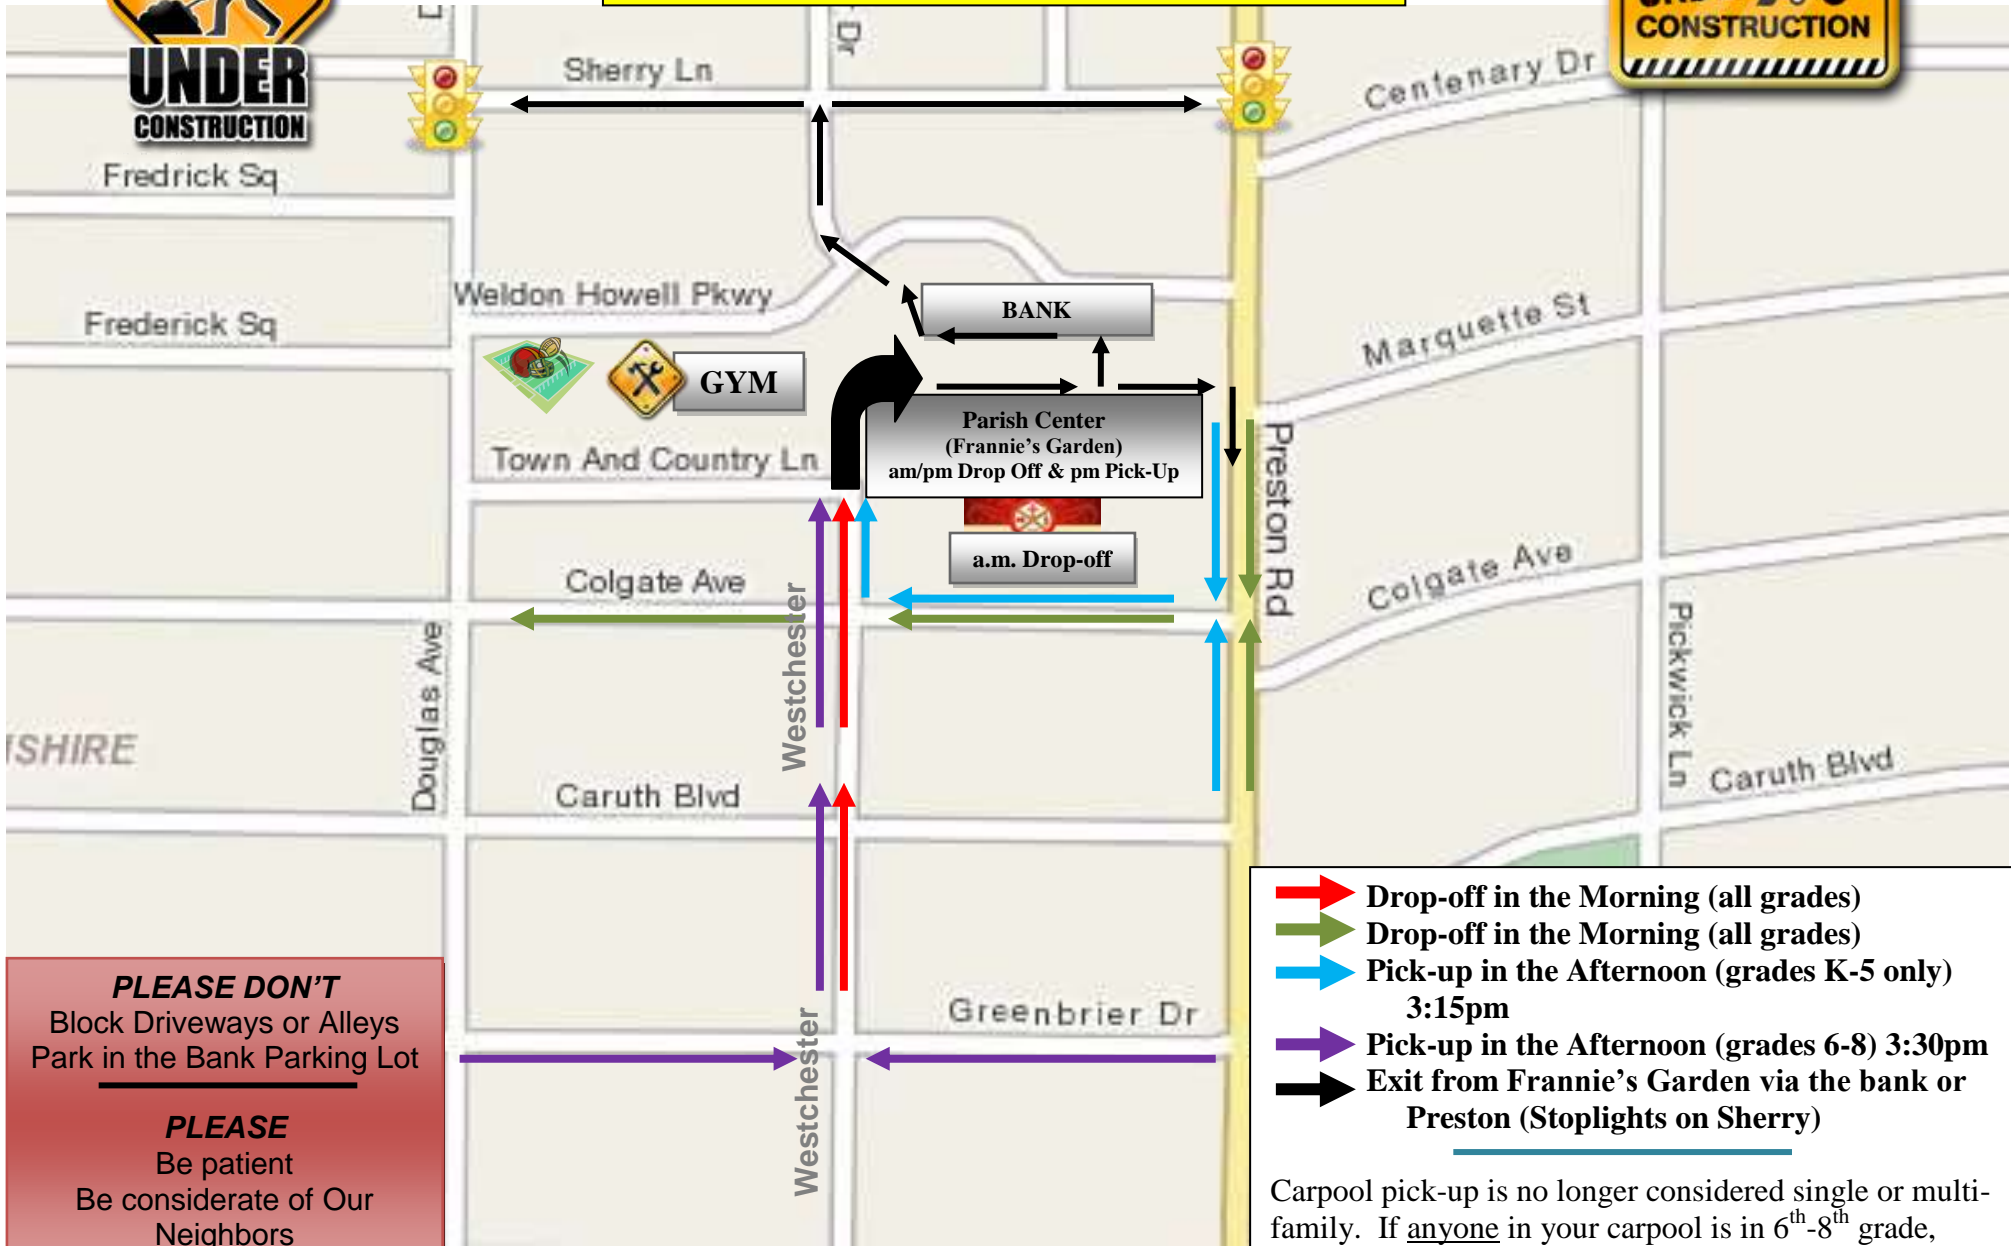 UNDER
CONSTRUCTION
CONSTRUCTION
Dr
Sherry Ln
Centenary Dr
Fredrick Sq
Weldon Howell Pkwy
Frederick Sq
BANK
Marquette St
GYM
Parish Center
(Frannie's Garden)
am/pm Drop Off & pm Pick-Up
Town And Country Ln
Preston Rd
a.m. Drop-off
Colgate Ave
Colgate Ave
Westchester
Douglas Ave
Pickwick Ln
SHIRE
Caruth Blvd
Caruth Blvd
Greenbrier Dr
Westchester
PLEASE DON'T
Block Driveways or Alleys
Park in the Bank Parking Lot
PLEASE
Be patient
Be considerate of Our
Neighbors
Drop-off in the Morning (all grades)
Drop-off in the Morning (all grades)
Pick-up in the Afternoon (grades K-5 only)
3:15pm
Pick-up in the Afternoon (grades 6-8) 3:30pm
Exit from Frannie's Garden via the bank or
Preston (Stoplights on Sherry)
Carpool pick-up is no longer considered single or multi-
family. If anyone in your carpool is in 6th-8th grade,